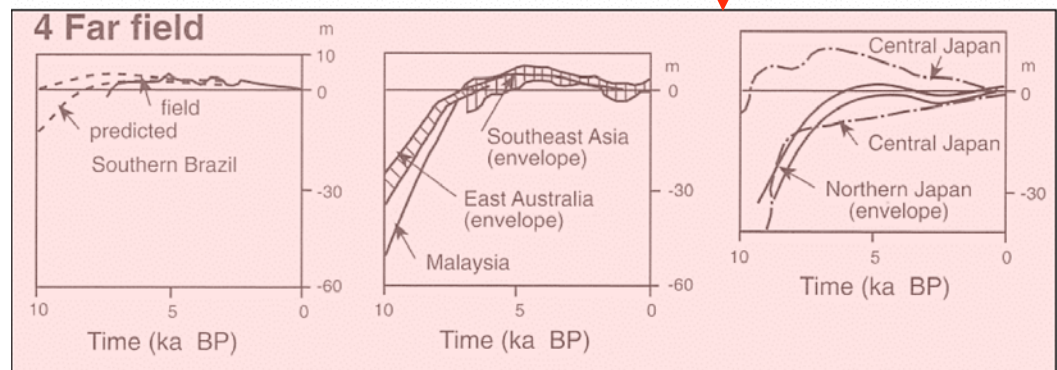 4 Far field
m
10
0
field
predicted
Southern Brazil
-30
-60
10
5
0
Time (ka BP)
m
0
Southeast Asia
(envelope)
East Australia
(envelope)
Malaysia
-30
-60
10
5
0
Time (ka BP)
Central Japan
m
0
Central Japan
Northern Japan
(envelope)
-30
10
5
0
Time (ka BP)